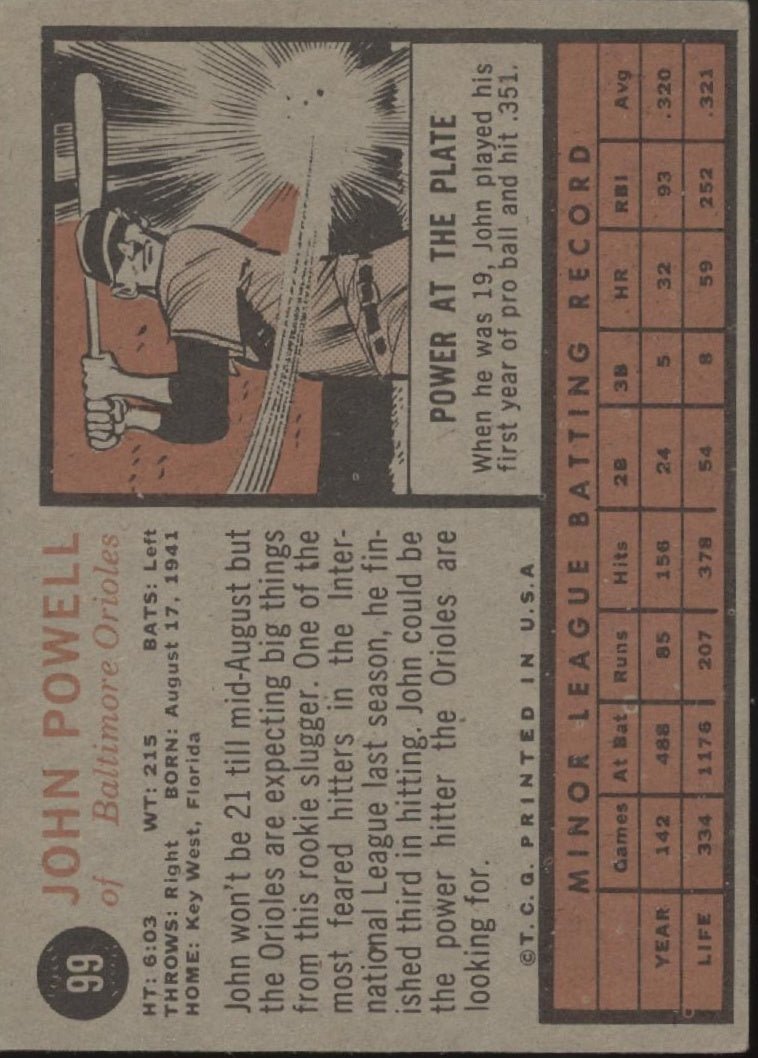 99
JOHN POWELL
of Baltimore Orioles
HT: 6:03 WT: 215 BATS: Left
THROWS: Right BORN: August 17, 1941
HOME: Key West, Florida
John won't be 21 till mid-August but
the Orioles are expecting big things
from this rookie slugger. One of the
most feared hitters in the Inter-
national League last season, he fin-
ished third in hitting. John could be
the power hitter the Orioles are
looking for.
©T. C. G. PRINTED IN U.S.A
POWER AT THE PLATE
When he was 19, John played his
first year of pro ball and hit .351.
MINOR LEAGUE BATTING RECORD
Games At Bat Runs Hits 2B 3B HR RBI Avg
YEAR 142 488 85 156 24 5 32 93 .320
LIFE 334 1176 207 378 54 8 59 252 .321